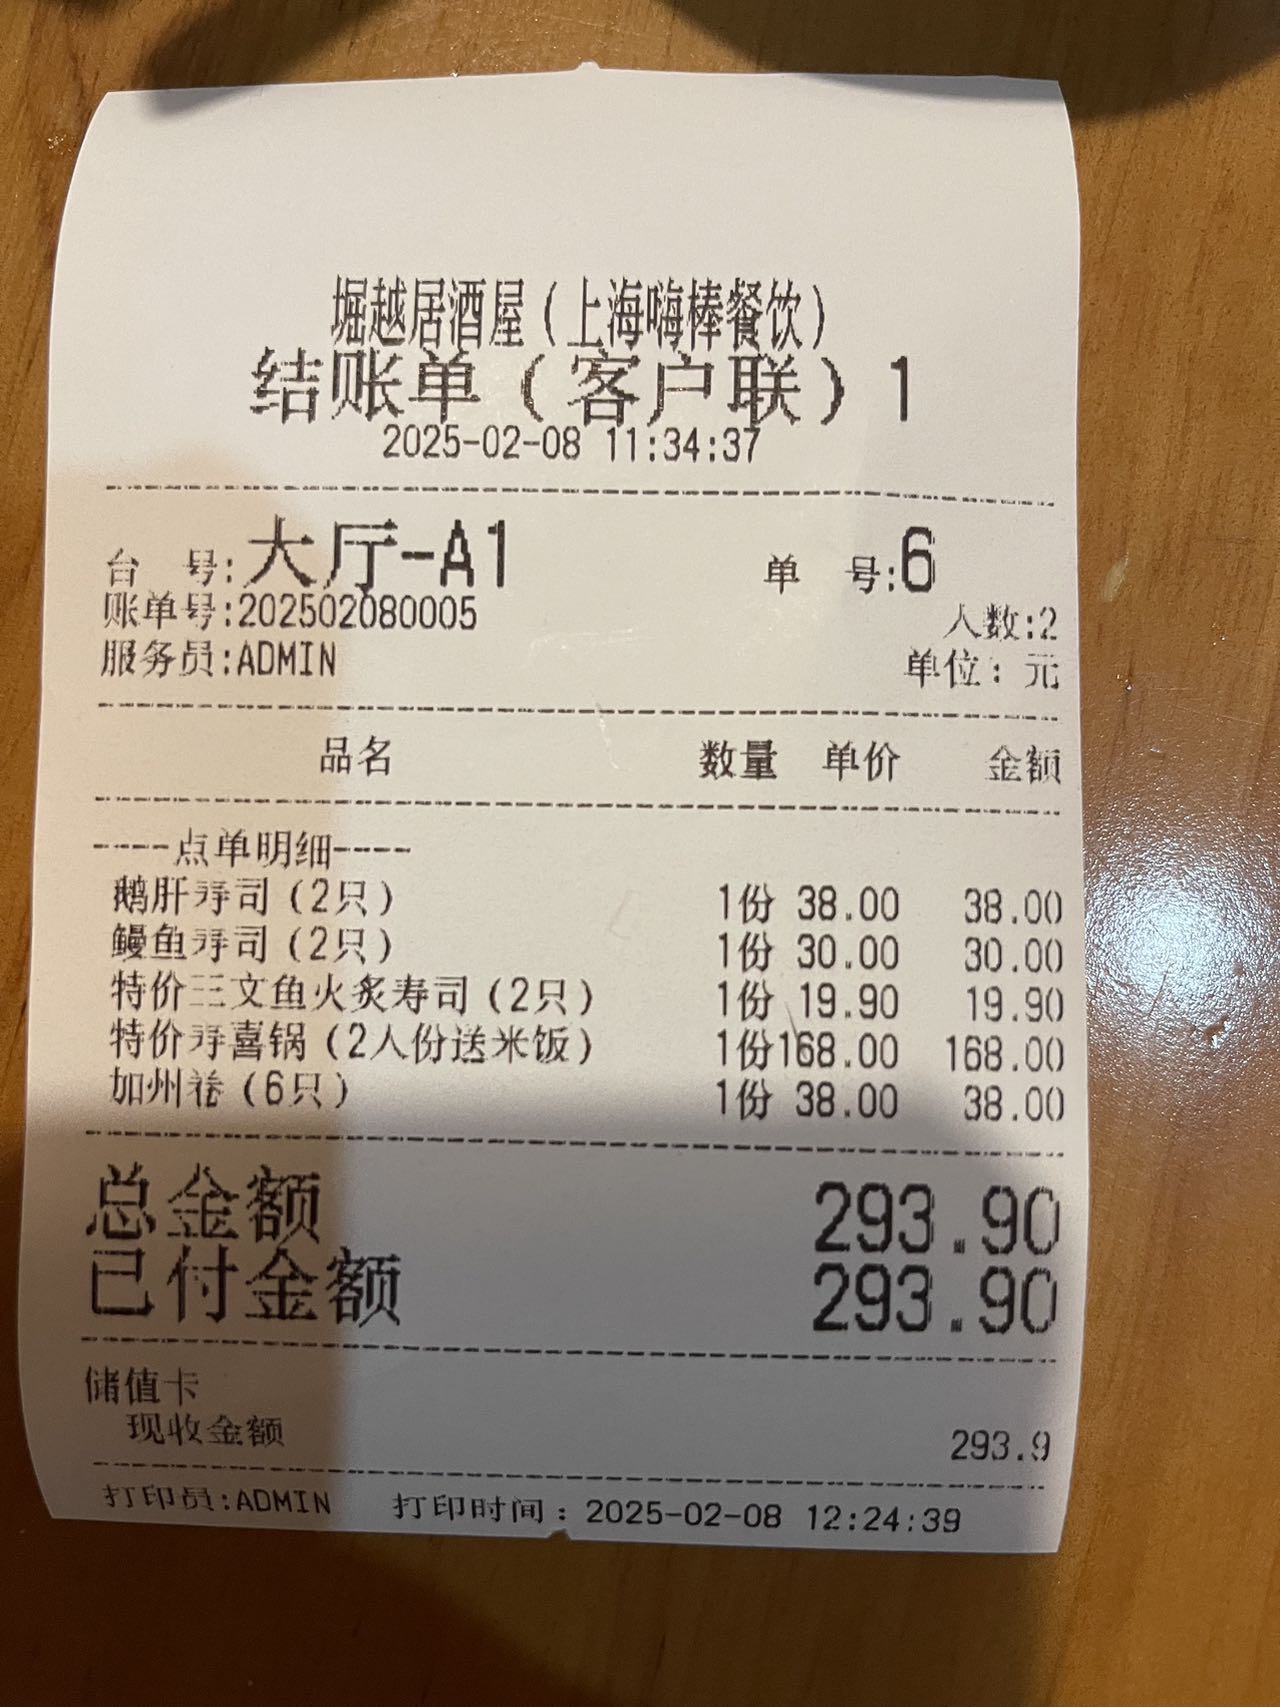 堀越居酒屋（上海嗨棒餐饮）
结账单（客户联）1
2025-02-08 11:34:37
台 号:大厅-A1 单 号:6
账单号:202502080005 人数:2
服务员:ADMIN 单位：元
品名 数量 单价 金额
----点单明细----
鹅肝寿司（2只） 1份 38.00 38.00
鳗鱼寿司（2只） 1份 30.00 30.00
特价三文鱼火炙寿司（2只） 1份 19.90 19.90
特价寿喜锅（2人份送米饭） 1份168.00 168.00
加州卷（6只） 1份 38.00 38.00
总金额 293.90
已付金额 293.90
储值卡
现收金额 293.9
打印员:ADMIN 打印时间：2025-02-08 12:24:39